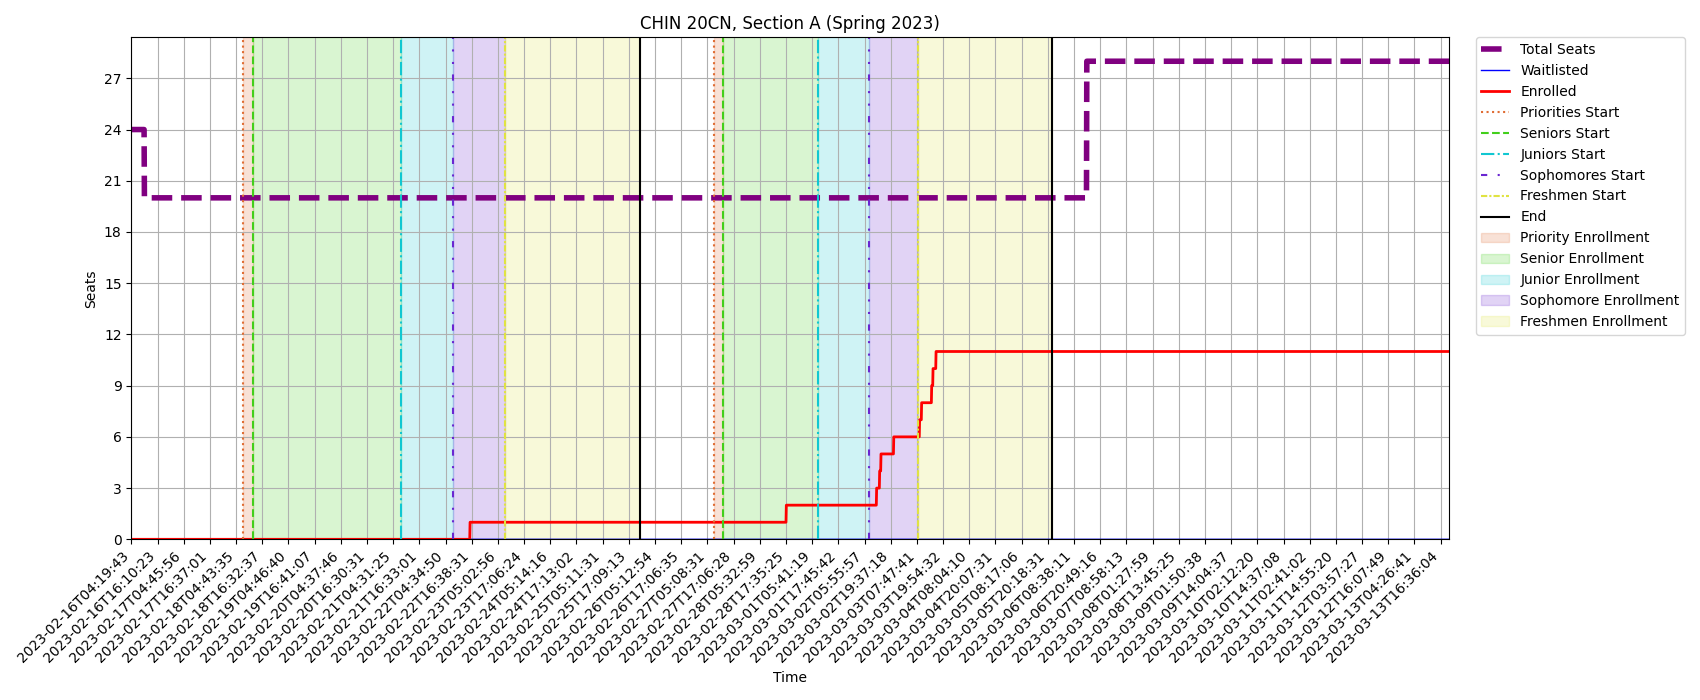 CHIN 20CN, Section A (Spring 2023)
Total Seats
Waitlisted
Enrolled
Priorities Start
Seniors Start
Juniors Start
Sophomores Start
Freshmen Start
End
Priority Enrollment
Senior Enrollment
Junior Enrollment
Sophomore Enrollment
Freshmen Enrollment
Seats
27
24
21
18
15
12
9
6
3
0
2023-02-16T04:19:43
2023-02-16T16:10:23
2023-02-17T04:45:56
2023-02-17T16:37:01
2023-02-18T04:43:35
2023-02-18T16:32:37
2023-02-19T04:46:40
2023-02-19T16:41:07
2023-02-20T04:37:46
2023-02-20T16:30:31
2023-02-21T04:31:25
2023-02-21T16:33:01
2023-02-22T04:34:50
2023-02-22T16:38:31
2023-02-23T05:02:56
2023-02-23T17:06:24
2023-02-24T05:14:16
2023-02-24T17:13:02
2023-02-25T05:11:31
2023-02-25T17:09:13
2023-02-26T05:12:54
2023-02-26T17:06:35
2023-02-27T05:08:31
2023-02-27T17:06:28
2023-02-28T05:32:59
2023-02-28T17:35:25
2023-03-01T05:41:19
2023-03-01T17:45:42
2023-03-02T05:55:57
2023-03-02T19:37:18
2023-03-03T07:47:41
2023-03-03T19:54:32
2023-03-04T08:04:10
2023-03-04T20:07:31
2023-03-05T08:17:06
2023-03-05T20:18:31
2023-03-06T08:38:11
2023-03-06T20:49:16
2023-03-07T08:58:13
2023-03-08T01:27:59
2023-03-08T13:45:25
2023-03-09T01:50:38
2023-03-09T14:04:37
2023-03-10T02:12:20
2023-03-10T14:37:08
2023-03-11T02:41:02
2023-03-11T14:55:20
2023-03-12T03:57:27
2023-03-12T16:07:49
2023-03-13T04:26:41
2023-03-13T16:36:04
Time